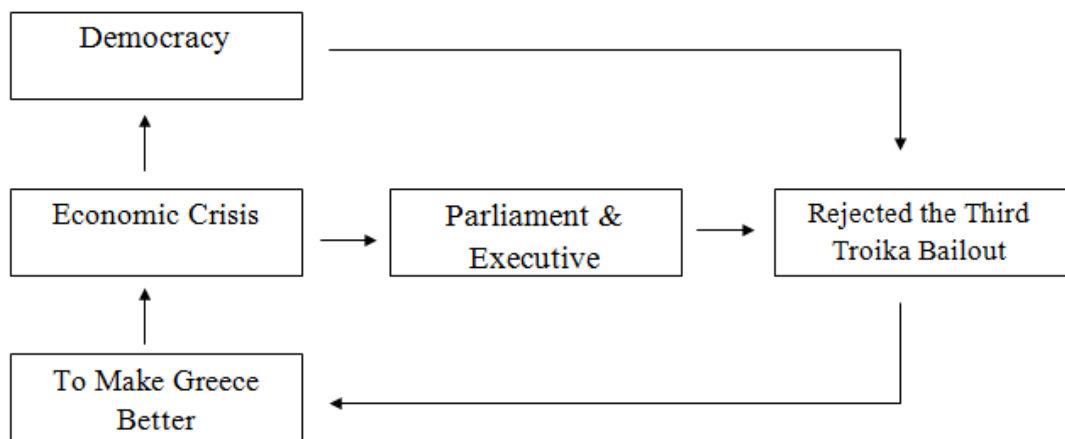 Democracy
Economic Crisis
Parliament &
Executive
Rejected the Third
Troika Bailout
To Make Greece
Better